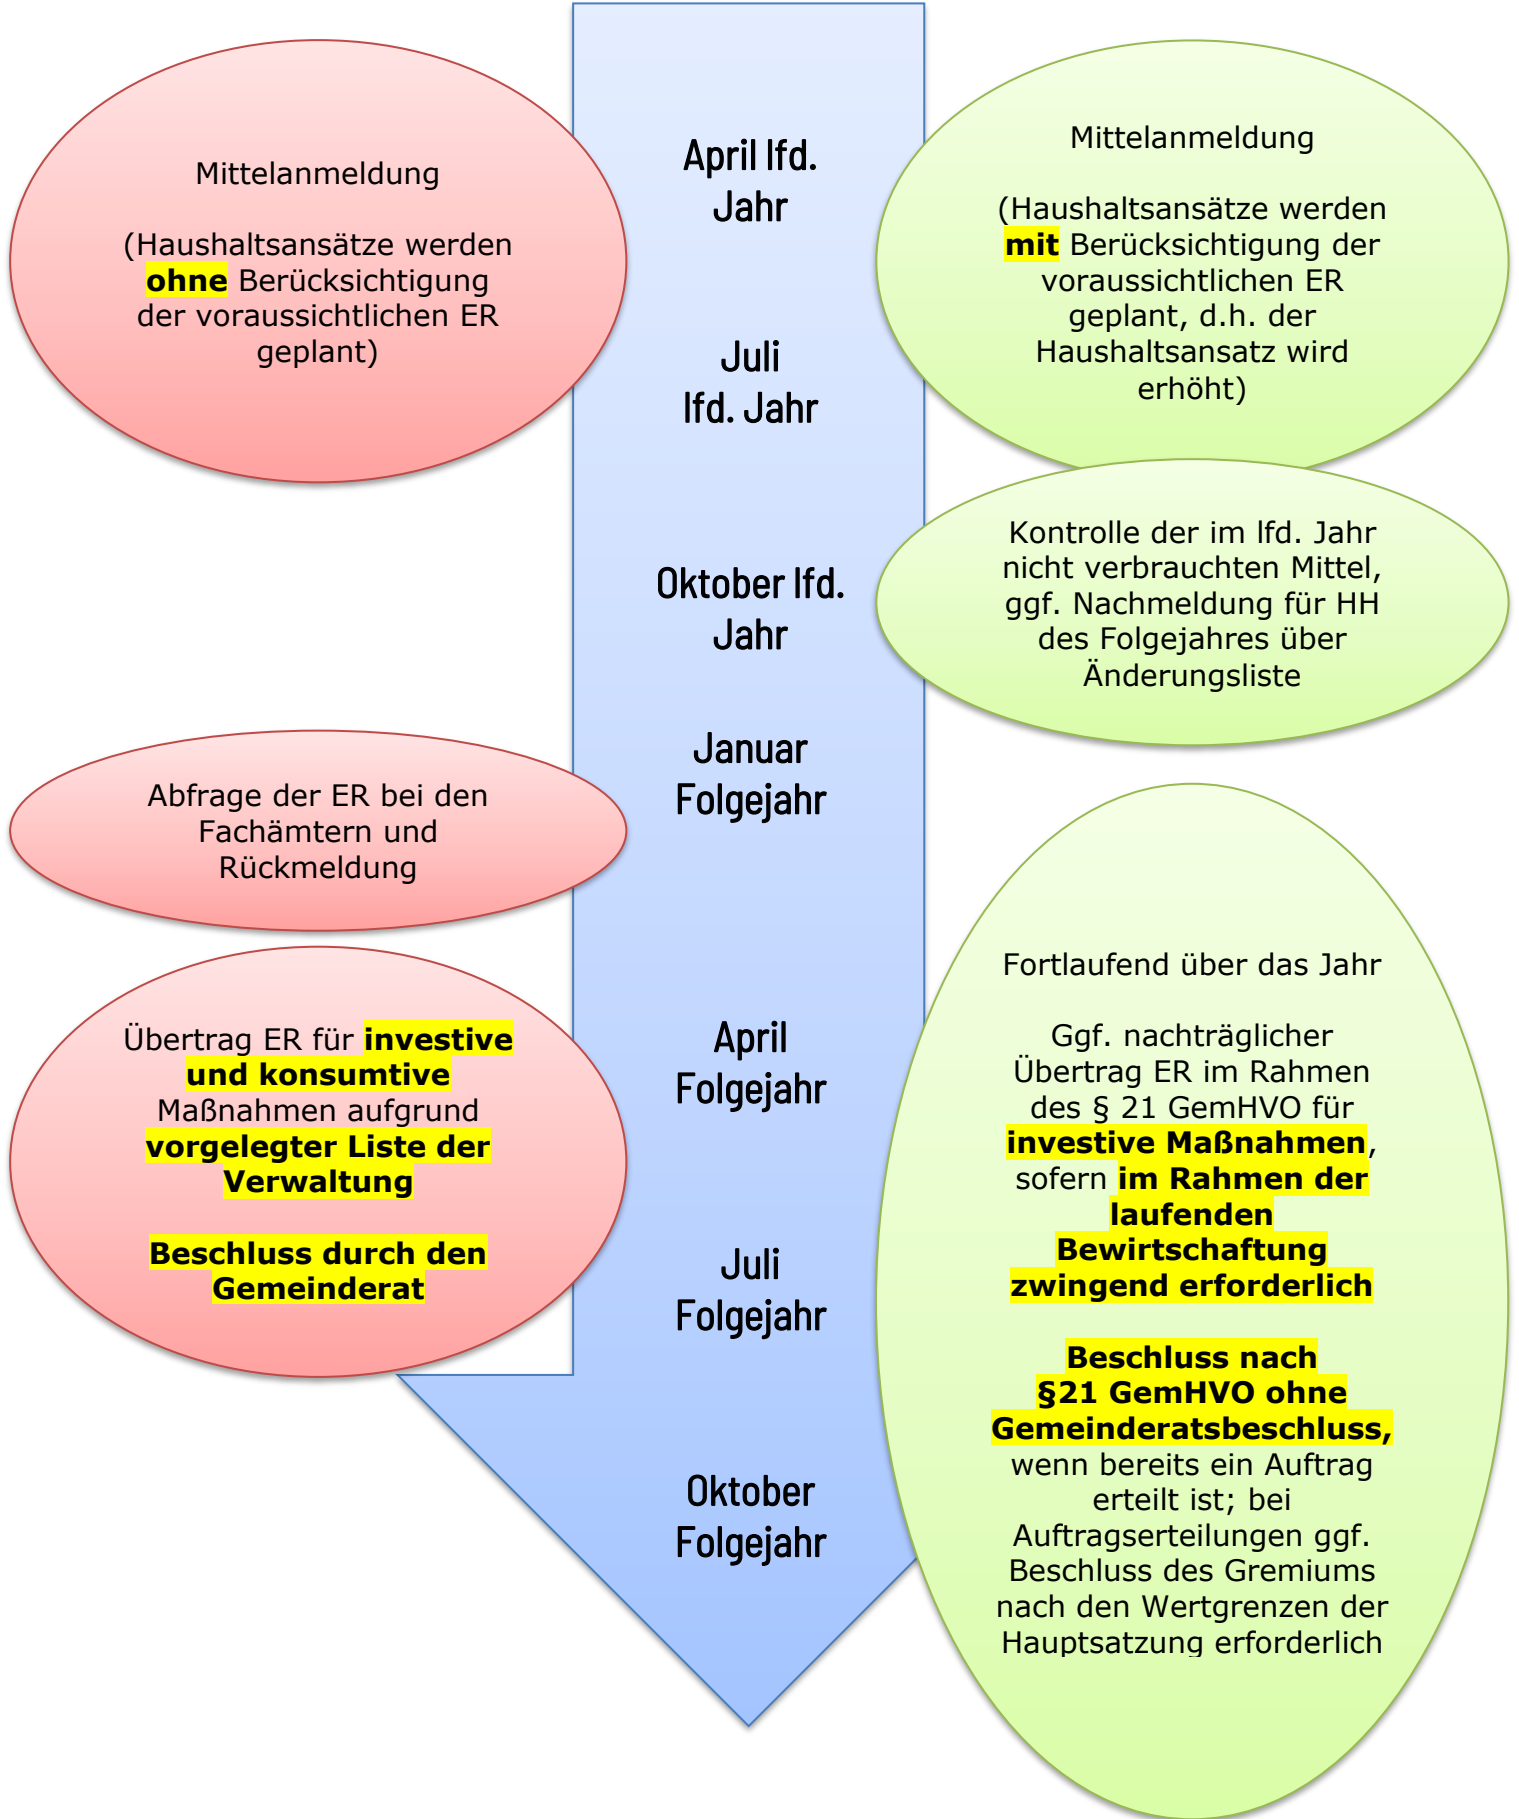 Mittelanmeldung
(Haushaltsansätze werden
ohne Berücksichtigung
der voraussichtlichen ER
geplant)
Abfrage der ER bei den
Fachämtern und
Rückmeldung
Übertrag ER für investive
und konsumtive
Maßnahmen aufgrund
vorgelegter Liste der
Verwaltung
Beschluss durch den
Gemeinderat
April lfd.
Jahr
Juli
lfd. Jahr
Oktober lfd.
Jahr
Januar
Folgejahr
April
Folgejahr
Juli
Folgejahr
Oktober
Folgejahr
Mittelanmeldung
(Haushaltsansätze werden
mit Berücksichtigung der
voraussichtlichen ER
geplant, d.h. der
Haushaltsansatz wird
erhöht)
Kontrolle der im lfd. Jahr
nicht verbrauchten Mittel,
ggf. Nachmeldung für HH
des Folgejahres über
Änderungsliste
Fortlaufend über das Jahr
Ggf. nachträglicher
Übertrag ER im Rahmen
des § 21 GemHVO für
investive Maßnahmen,
sofern im Rahmen der
laufenden
Bewirtschaftung
zwingend erforderlich
Beschluss nach
§21 GemHVO ohne
Gemeinderatsbeschluss,
wenn bereits ein Auftrag
erteilt ist; bei
Auftragserteilungen ggf.
Beschluss des Gremiums
nach den Wertgrenzen der
Hauptsatzung erforderlich